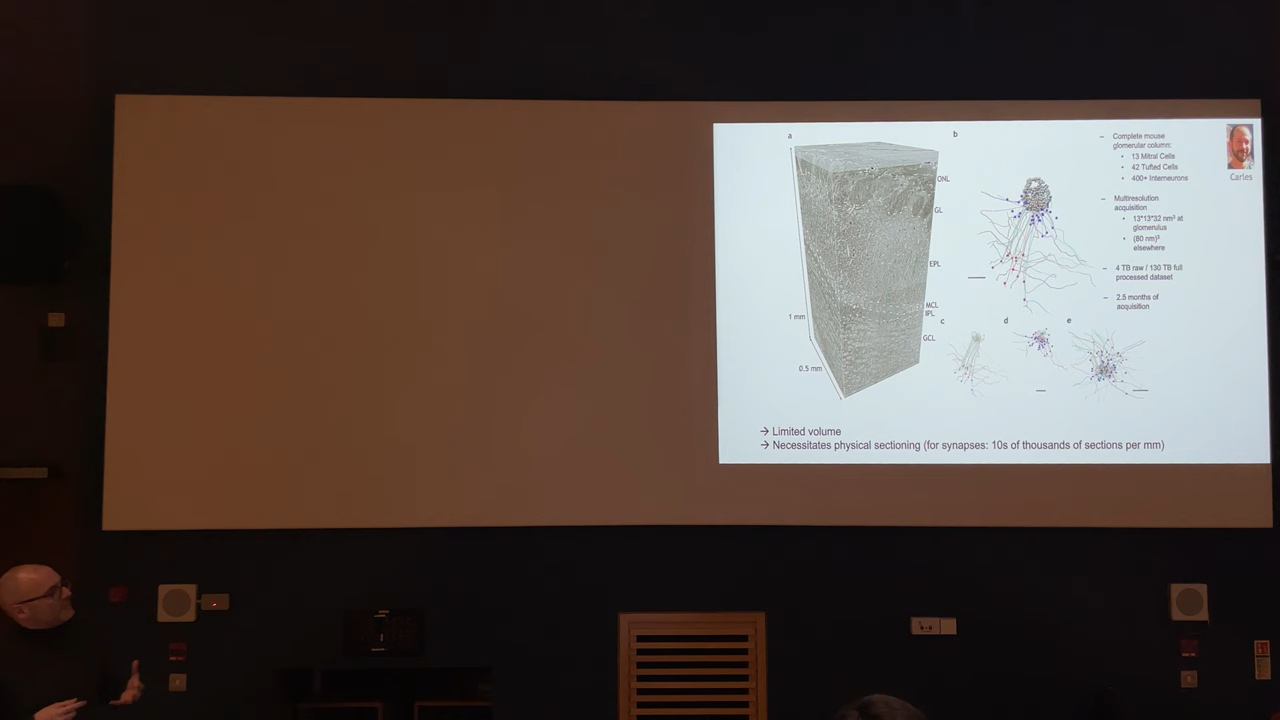 a
ONL
GL
EPL
MCL
IPL
GCL
1 mm
0.5 mm
b
c
d
e
– Complete mouse
glomerular column:
• 13 Mitral Cells
• 42 Tufted Cells
• 400+ Interneurons
– Multiresolution
acquisition
• 13*13*32 nm³ at
glomerulus
• (80 nm)³
elsewhere
– 4 TB raw / 130 TB full
processed dataset
– 2.5 months of
acquisition
Carles
→ Limited volume
→ Necessitates physical sectioning (for synapses: 10s of thousands of sections per mm)